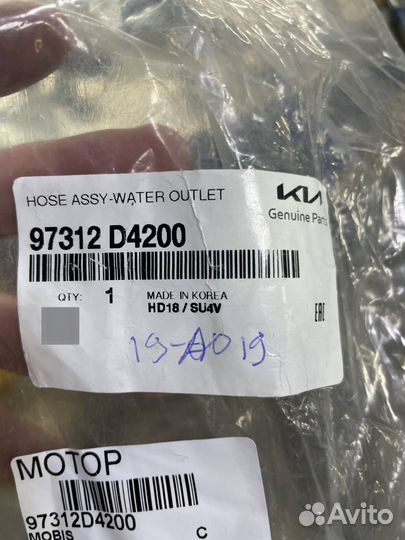 HOSE ASSY-WATER OUTLET
KIA
Genuine Parts
97312 D4200
QTY: 1
MADE IN KOREA
HD18 / SU4V
EAC
19-A019
MOTOP
97312D4200
MOBIS
C
Avito